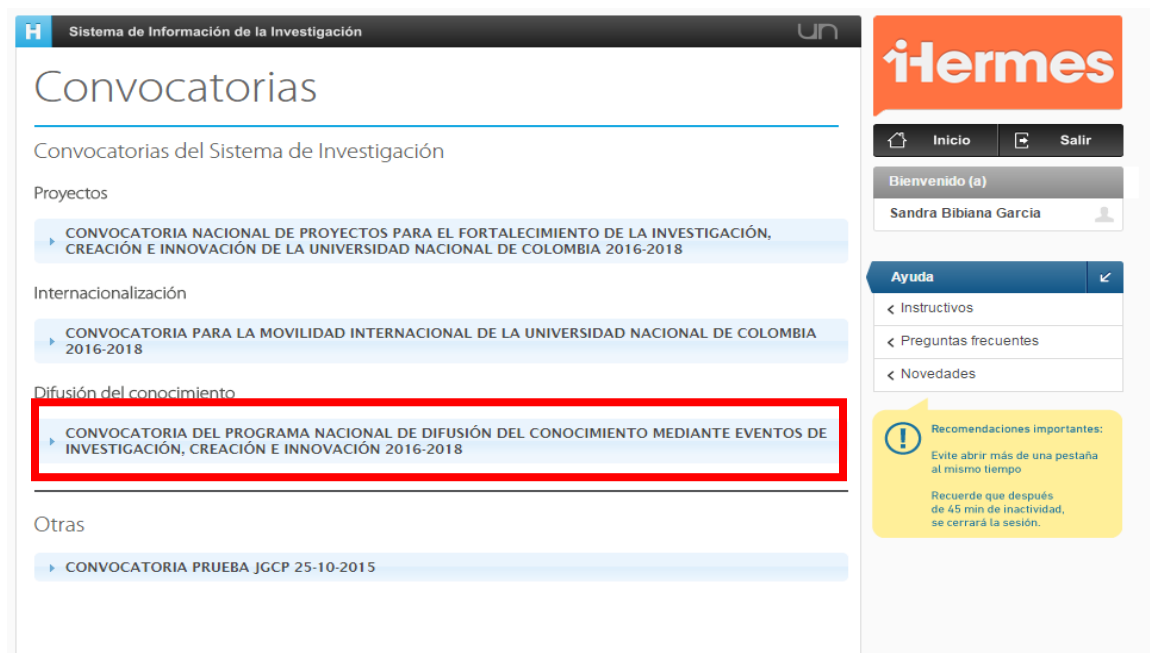 H Sistema de Información de la Investigación un
Convocatorias
Convocatorias del Sistema de Investigación
Proyectos
CONVOCATORIA NACIONAL DE PROYECTOS PARA EL FORTALECIMIENTO DE LA INVESTIGACIÓN,
CREACIÓN E INNOVACIÓN DE LA UNIVERSIDAD NACIONAL DE COLOMBIA 2016-2018
Internacionalización
CONVOCATORIA PARA LA MOVILIDAD INTERNACIONAL DE LA UNIVERSIDAD NACIONAL DE COLOMBIA
2016-2018
Difusión del conocimiento
CONVOCATORIA DEL PROGRAMA NACIONAL DE DIFUSIÓN DEL CONOCIMIENTO MEDIANTE EVENTOS DE
INVESTIGACIÓN, CREACIÓN E INNOVACIÓN 2016-2018
Otras
CONVOCATORIA PRUEBA JGCP 25-10-2015
Hermes
Inicio Salir
Bienvenido (a)
Sandra Bibiana Garcia
Ayuda
Instructivos
Preguntas frecuentes
Novedades
Recomendaciones importantes:
Evite abrir más de una pestaña
al mismo tiempo
Recuerde que después
de 45 min de inactividad,
se cerrará la sesión.